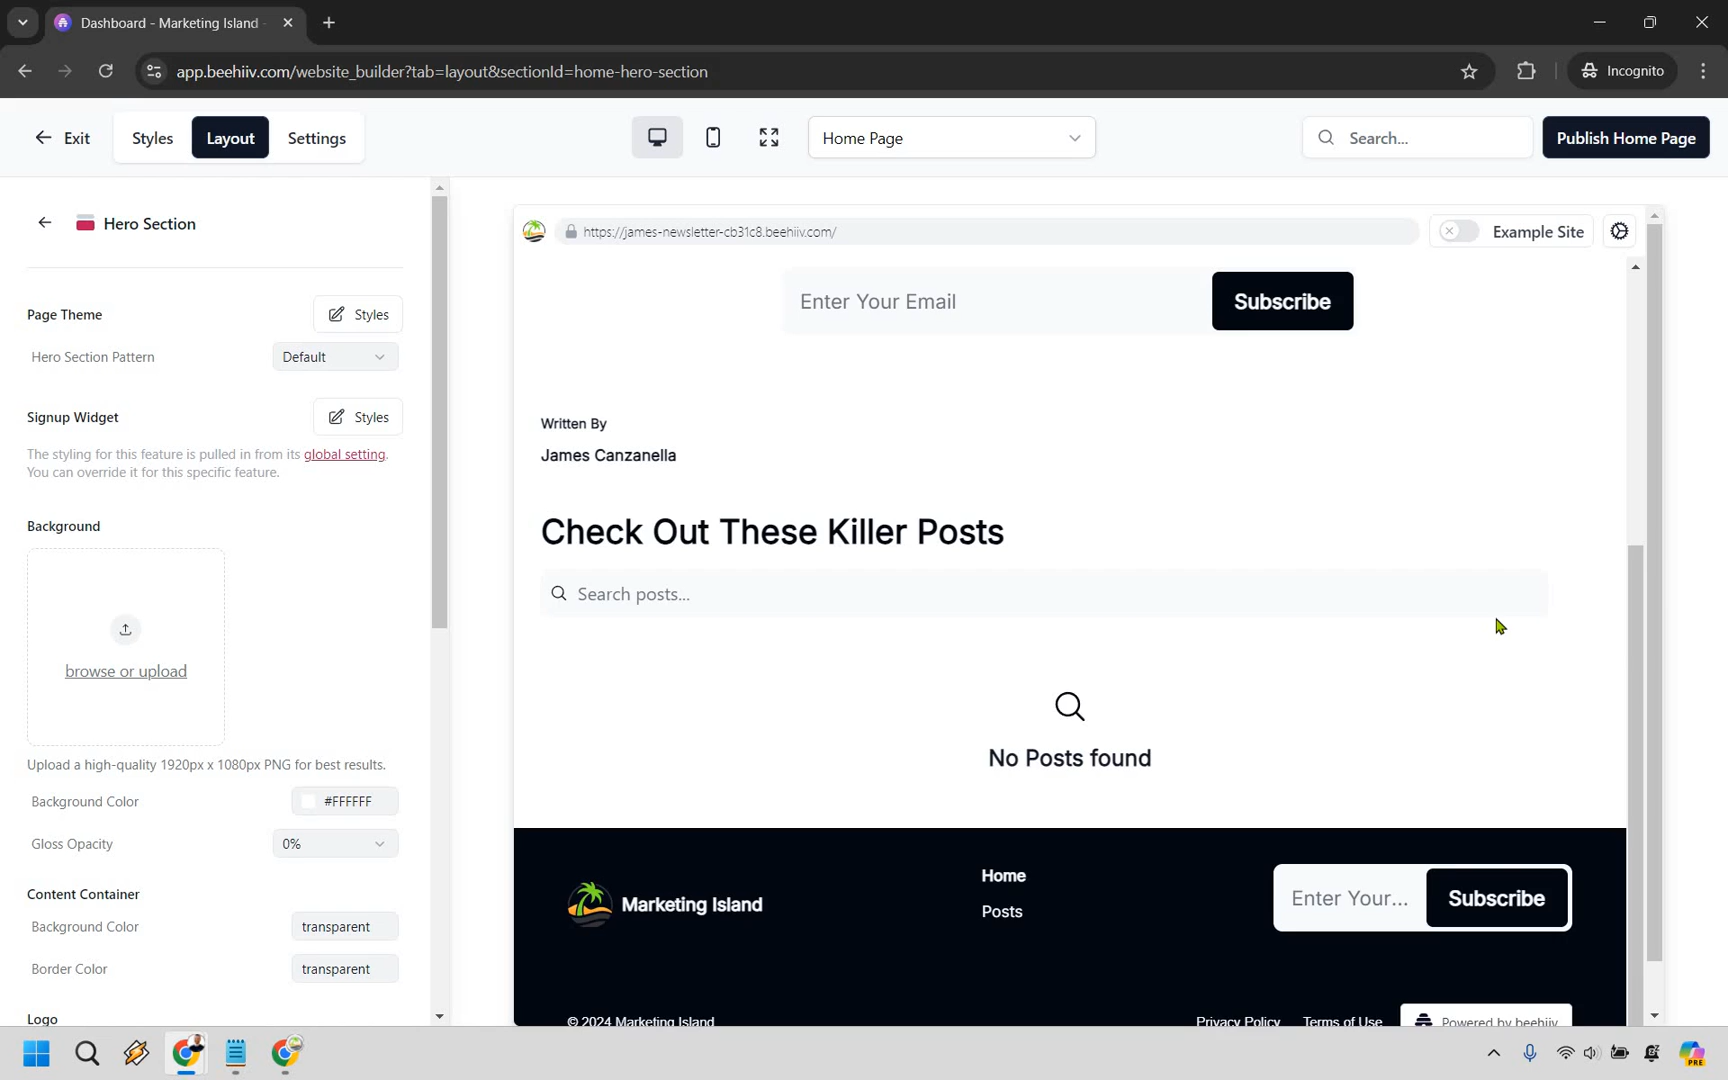 Dashboard - Marketing Island
app.beehiiv.com/website_builder?tab=layout&sectionId=home-hero-section
Incognito
Exit
Styles
Layout
Settings
Home Page
Search...
Publish Home Page
Hero Section
https://james-newsletter-cb31c8.beehiiv.com/
Example Site
Page Theme
Styles
Hero Section Pattern
Default
Signup Widget
Styles
The styling for this feature is pulled in from its global setting.
You can override it for this specific feature.
Background
browse or upload
Upload a high-quality 1920px x 1080px PNG for best results.
Background Color
#FFFFFF
Gloss Opacity
0%
Content Container
Background Color
transparent
Border Color
transparent
Logo
Enter Your Email
Subscribe
Written By
James Canzanella
Check Out These Killer Posts
Search posts...
No Posts found
Marketing Island
Home
Posts
Enter Your...
Subscribe
© 2024 Marketing Island
Privacy Policy
Terms of Use
Powered by beehiiv
PRE